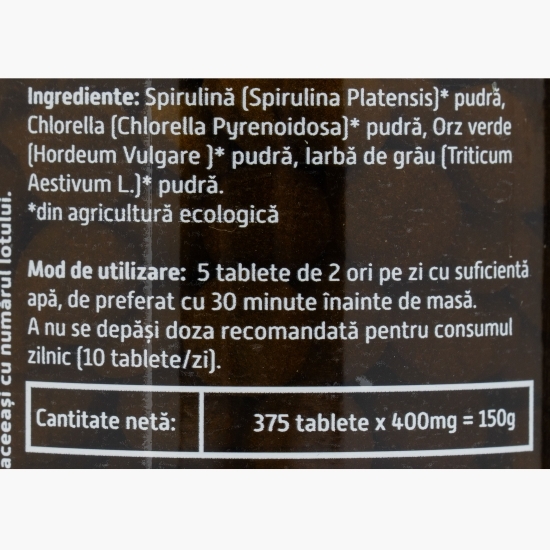 Ingrediente: Spirulină (Spirulina Platensis)* pudră,
Chlorella (Chlorella Pyrenoidosa)* pudră, Orz verde
(Hordeum Vulgare )* pudră, Iarbă de grâu (Triticum
Aestivum L.)* pudră.
*din agricultură ecologică
Mod de utilizare: 5 tablete de 2 ori pe zi cu suficientă
apă, de preferat cu 30 minute înainte de masă.
A nu se depăși doza recomandată pentru consumul
zilnic (10 tablete/zi).
Cantitate netă: 375 tablete x 400mg = 150g
aceeași cu numărul lotului.